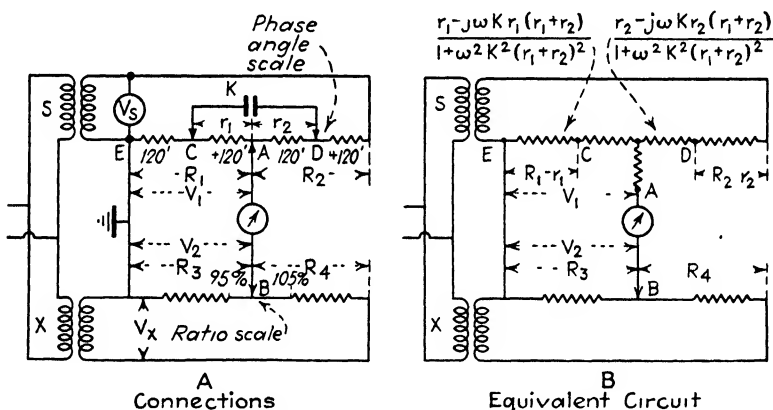 Phase
angle
scale
S
V_S
K
r₁ r₂
E 120' C +120' A 120' D +120'
R₁ R₂
V₁
V₂
R₃ R₄
95% B 105%
X
V_X
Ratio scale
A
Connections
r₁-jωKr₁(r₁+r₂)
1+ω²K²(r₁+r₂)²
r₂-jωKr₂(r₁+r₂)
1+ω²K²(r₁+r₂)²
S
E C D
R₁-r₁ R₂ r₂
A
V₁
V₂
R₃ R₄
B
X
B
Equivalent Circuit